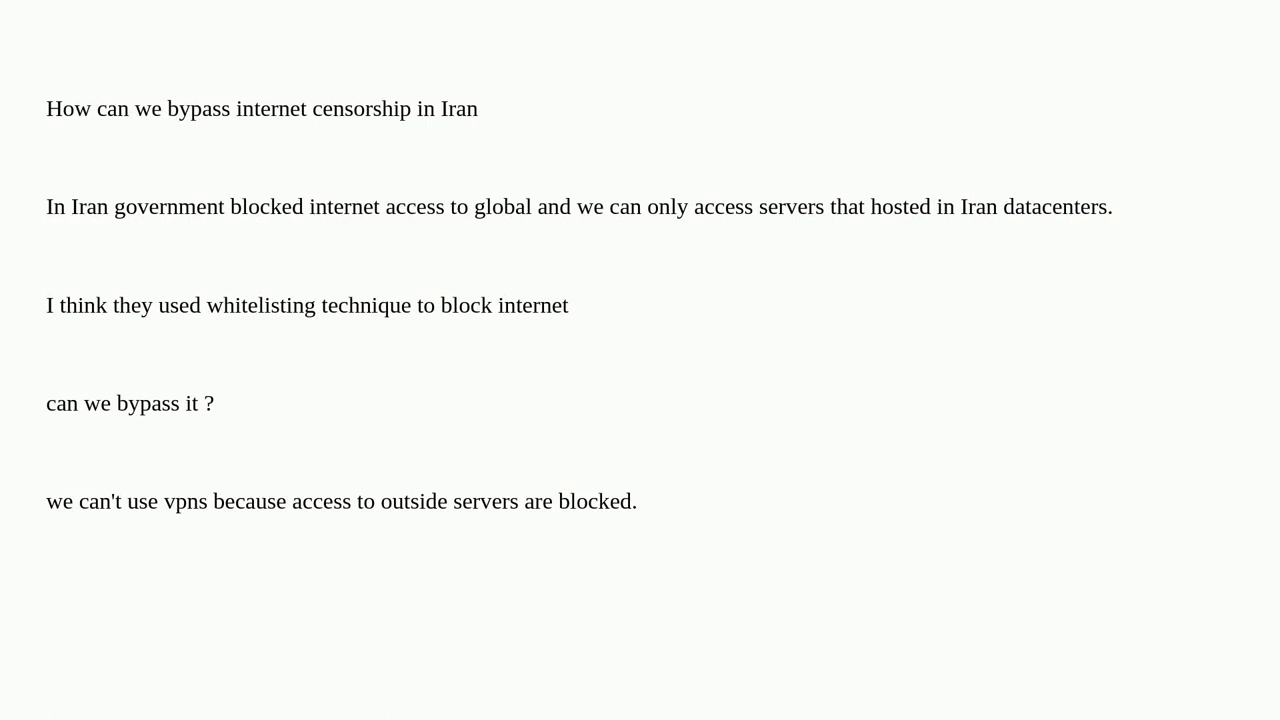 How can we bypass internet censorship in Iran
In Iran government blocked internet access to global and we can only access servers that hosted in Iran datacenters.
I think they used whitelisting technique to block internet
can we bypass it ?
we can't use vpns because access to outside servers are blocked.